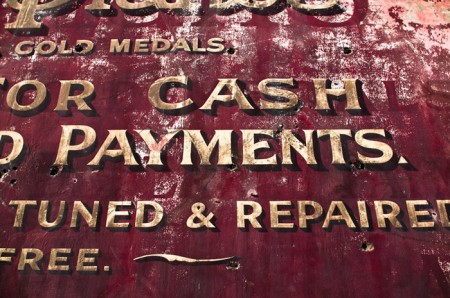 GOLD MEDALS.
FOR CASH
PAYMENTS.
TUNED & REPAIRED
FREE.